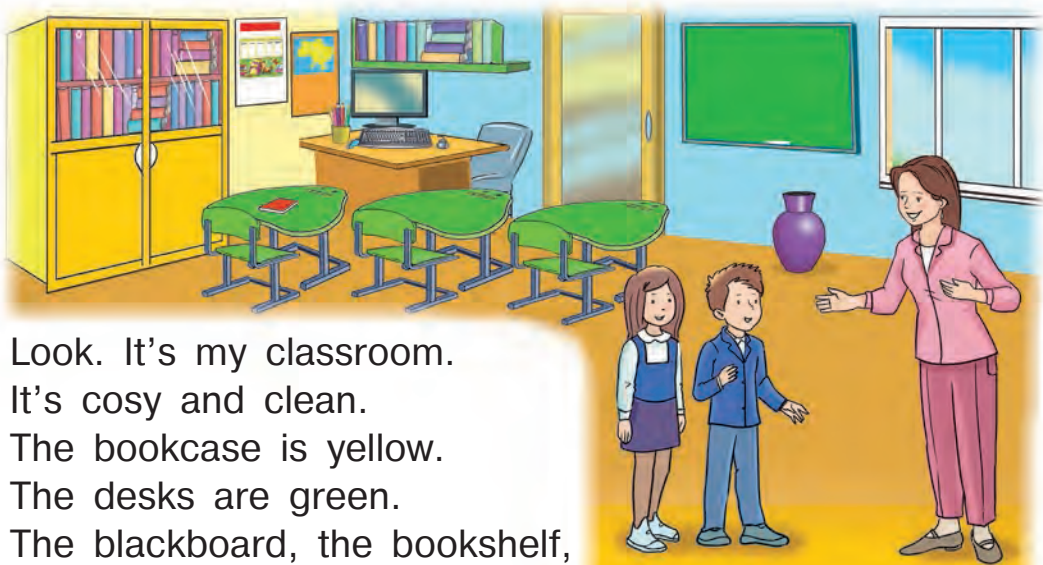 Look. It's my classroom.
It's cosy and clean.
The bookcase is yellow.
The desks are green.
The blackboard, the bookshelf,